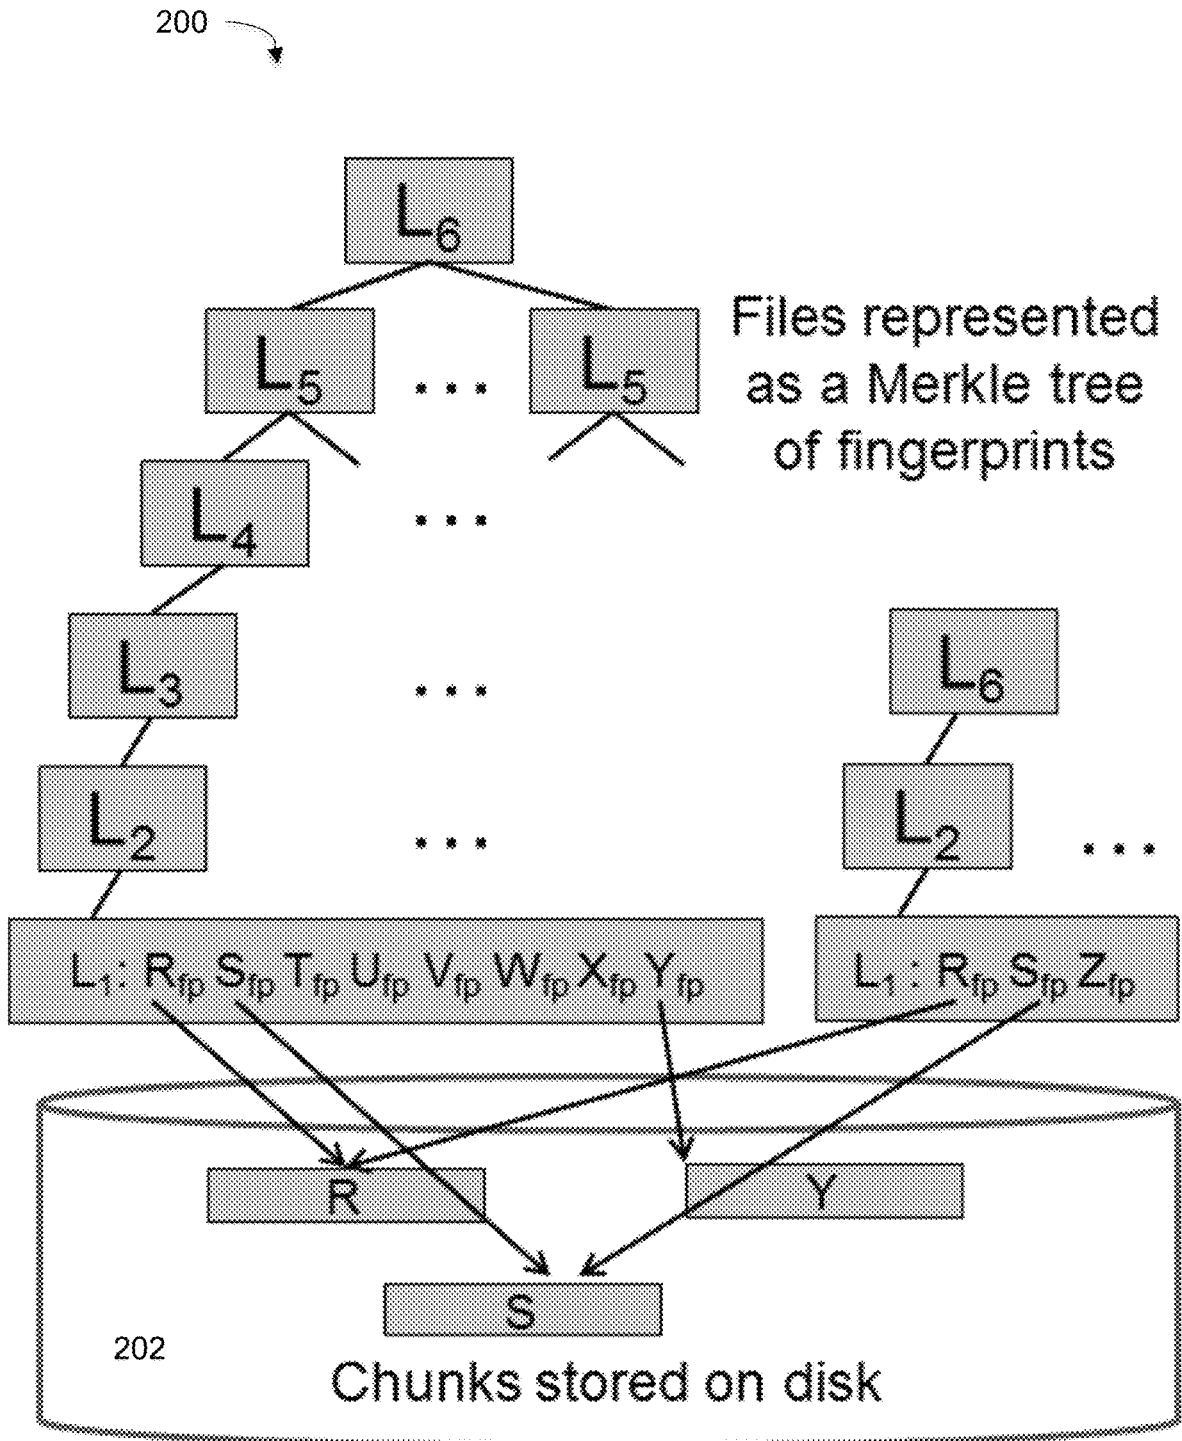 200
L6
L5 ... L5
Files represented
as a Merkle tree
of fingerprints
L4 ...
L3 ...
L6
L2 ...
L2 ...
L1: Rfp Sfp Tfp Ufp Vfp Wfp Xfp Yfp
L1 : Rfp Sfp Zfp
R
Y
S
202
Chunks stored on disk